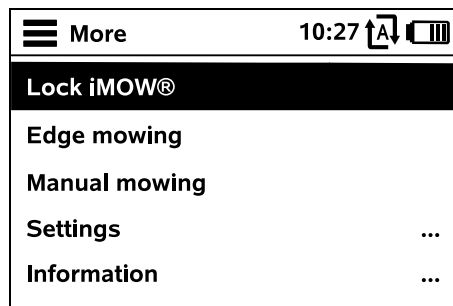 More 10:27 A
Lock iMOW®
Edge mowing
Manual mowing
Settings ...
Information ...